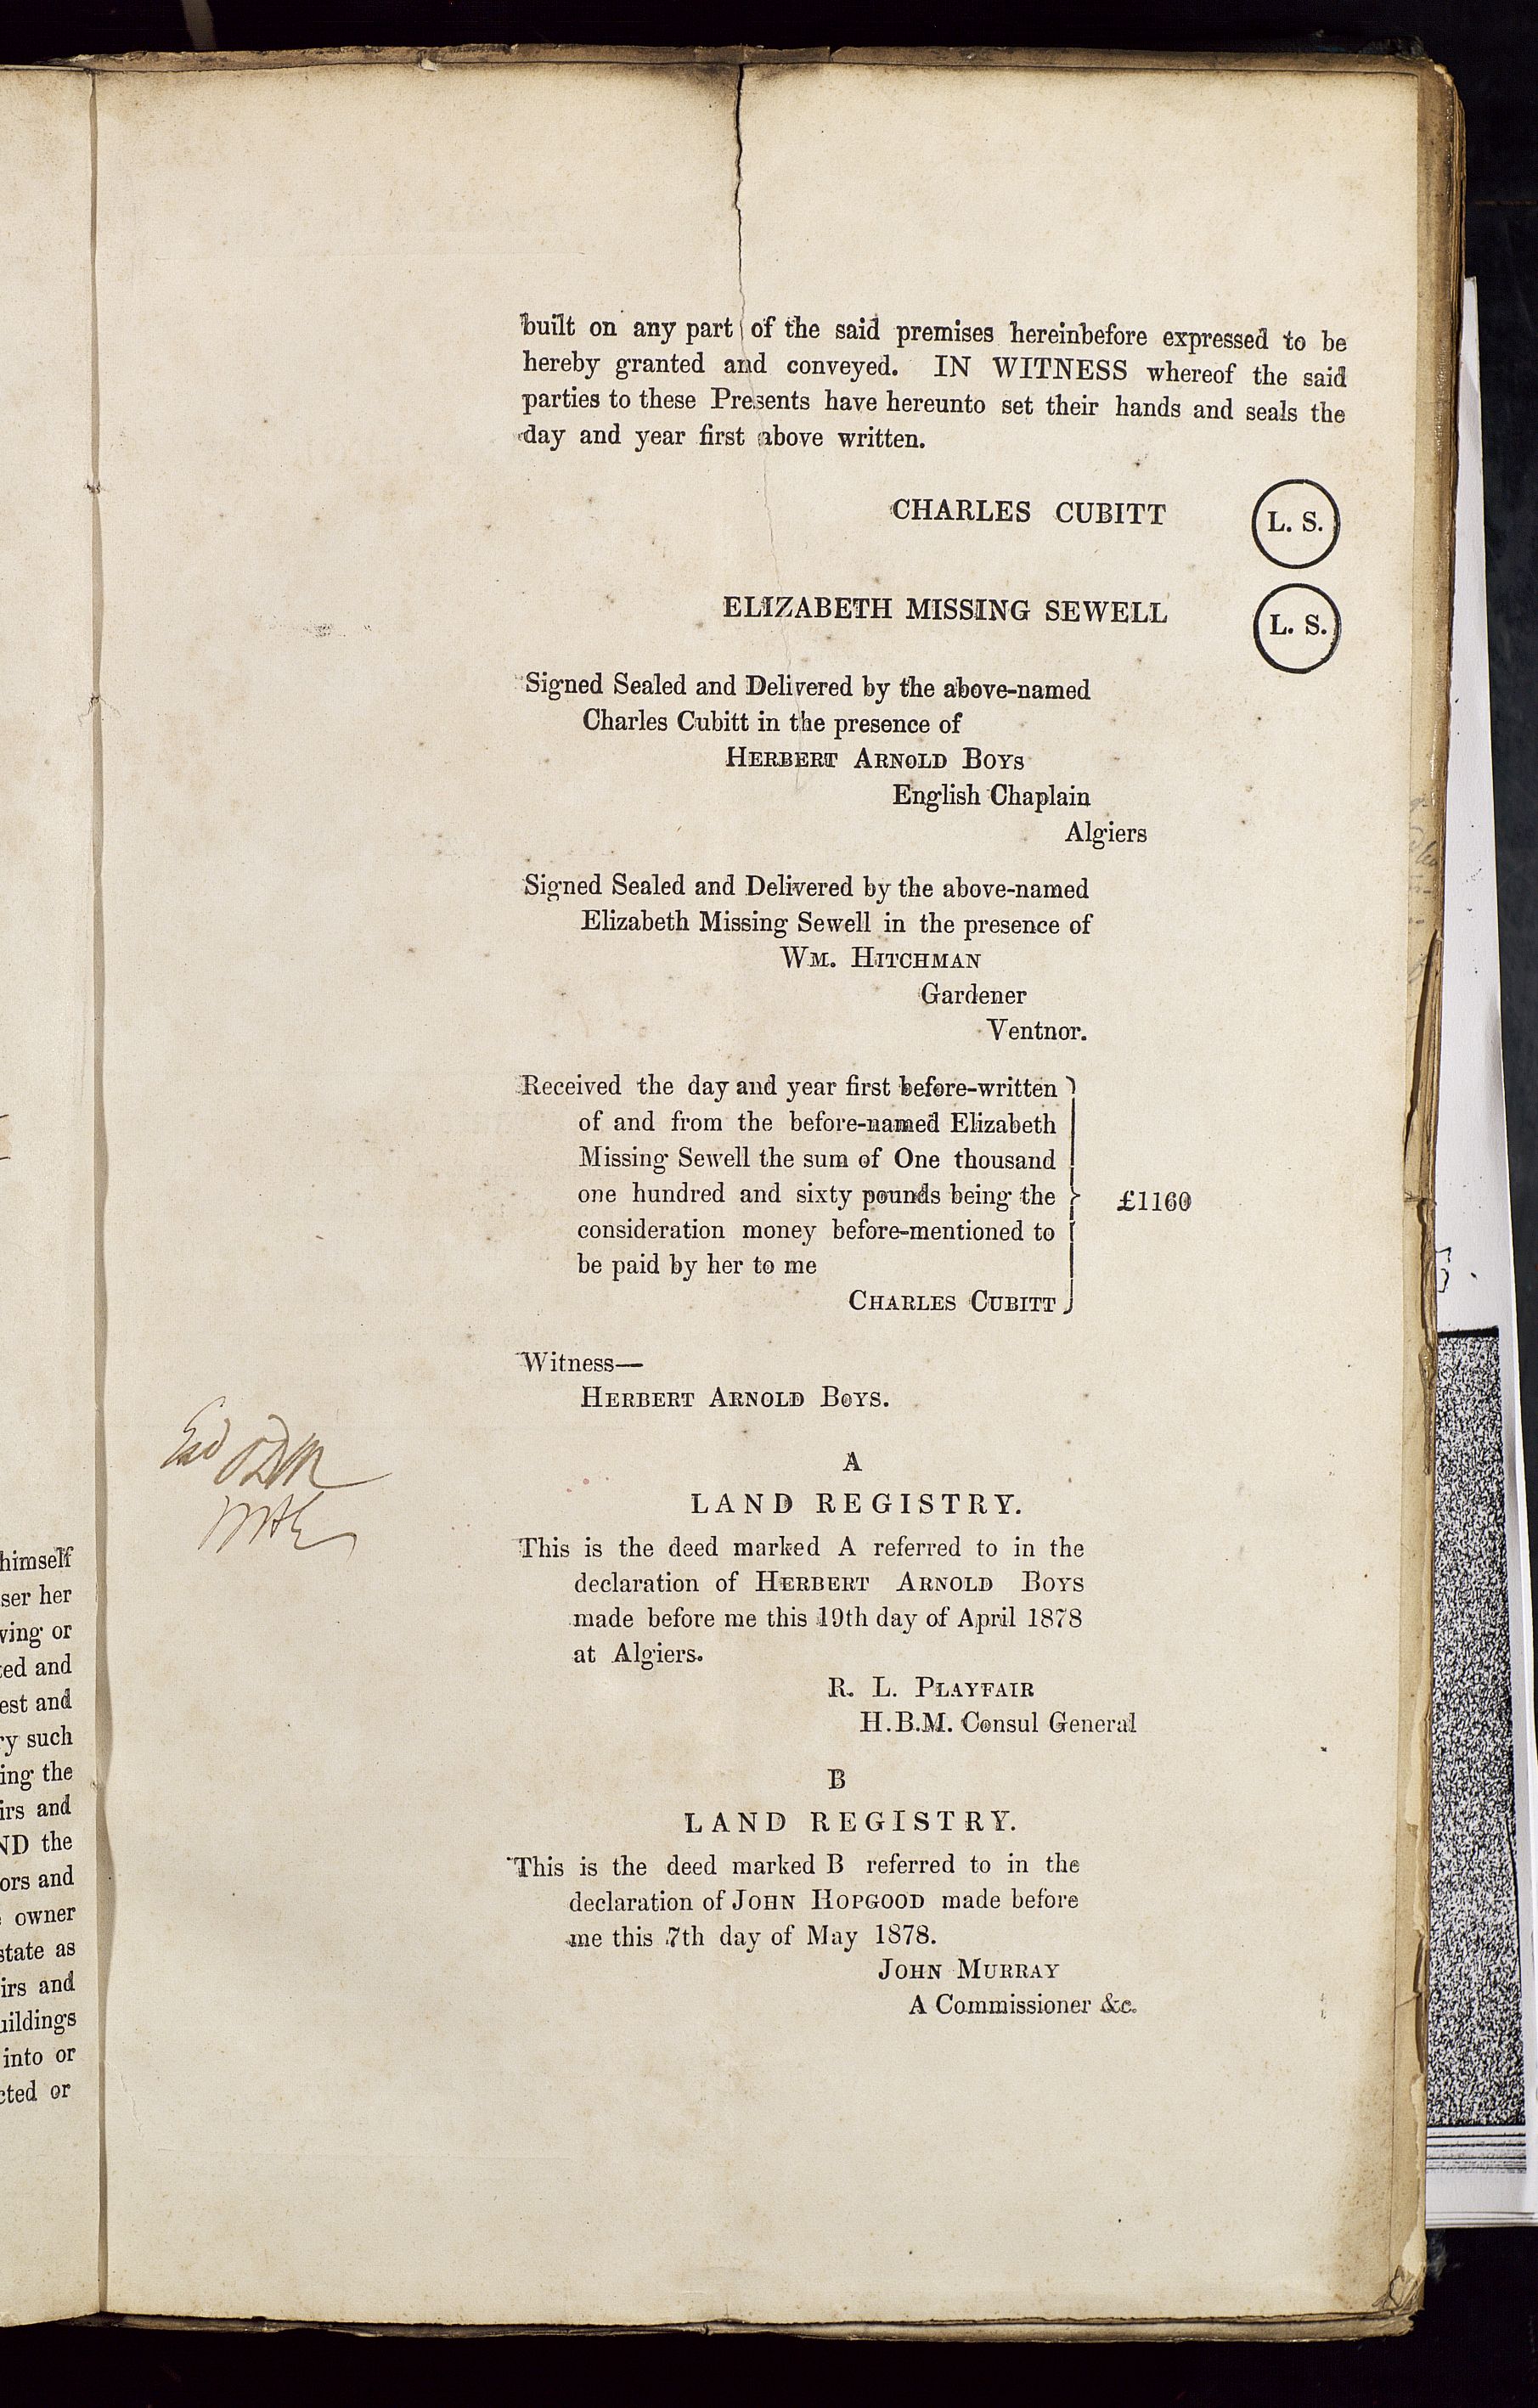 built on any part of the said premises hereinbefore expressed to be
hereby granted and conveyed. IN WITNESS whereof the said
parties to these Presents have hereunto set their hands and seals the
day and year first above written.
CHARLES CUBITT L. S.
ELIZABETH MISSING SEWELL L. S.
Signed Sealed and Delivered by the above-named
Charles Cubitt in the presence of
HERBERT ARNOLD BOYS
English Chaplain
Algiers
Signed Sealed and Delivered by the above-named
Elizabeth Missing Sewell in the presence of
WM. HITCHMAN
Gardener
Ventnor.
Received the day and year first before-written
of and from the before-named Elizabeth
Missing Sewell the sum of One thousand
one hundred and sixty pounds being the £1160
consideration money before-mentioned to
be paid by her to me
CHARLES CUBITT
Witness—
HERBERT ARNOLD BOYS.
A
LAND REGISTRY.
This is the deed marked A referred to in the
declaration of HERBERT ARNOLD BOYS
made before me this 19th day of April 1878
at Algiers.
R. L. PLAYFAIR
H.B.M. Consul General
B
LAND REGISTRY.
This is the deed marked B referred to in the
declaration of JOHN HOPGOOD made before
me this 7th day of May 1878.
JOHN MURRAY
A Commissioner &c.
himself
ser her
ving or
ed and
est and
ry such
ing the
irs and
ND the
ors and
owner
state as
irs and
uildings
into or
cted or